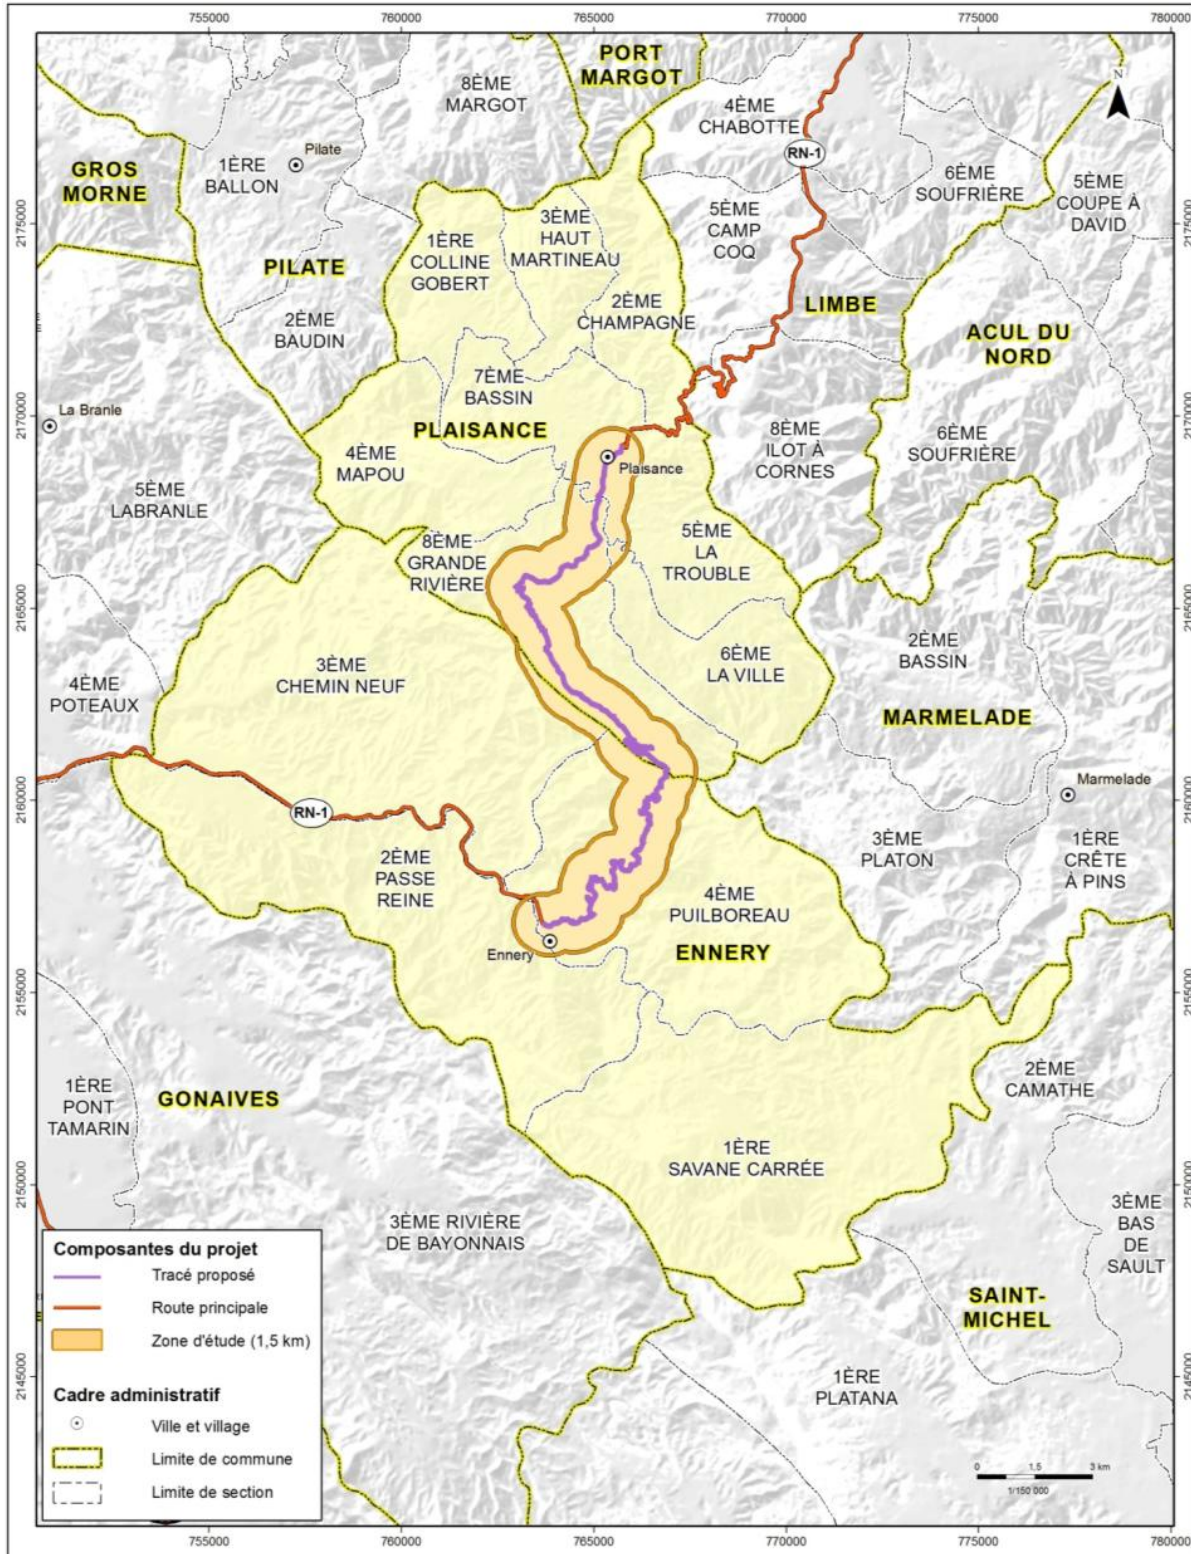 755000
760000
765000
770000
775000
780000
PORT
MARGOT
N
8ÈME
MARGOT
4ÈME
CHABOTTE
Pilate
RN-1
GROS
MORNE
1ÈRE
BALLON
6ÈME
SOUFRIÈRE
5ÈME
COUPE À
DAVID
2175000
2175000
3ÈME
HAUT
MARTINEAU
5ÈME
CAMP
COQ
1ÈRE
COLLINE
GOBERT
PILATE
2ÈME
CHAMPAGNE
LIMBE
2ÈME
BAUDIN
ACUL DU
NORD
7ÈME
BASSIN
La Branle
2170000
2170000
PLAISANCE
8ÈME
ILOT À
CORNES
6ÈME
SOUFRIÈRE
4ÈME
MAPOU
Plaisance
5ÈME
LABRANLE
5ÈME
LA
TROUBLE
8ÈME
GRANDE
RIVIÈRE
2165000
2165000
2ÈME
BASSIN
3ÈME
CHEMIN NEUF
6ÈME
LA VILLE
4ÈME
POTEAUX
MARMELADE
Marmelade
2160000
2160000
RN-1
3ÈME
PLATON
1ÈRE
CRÊTE
À PINS
2ÈME
PASSE
REINE
4ÈME
PUILBOREAU
Ennery
ENNERY
2155000
2155000
2ÈME
CAMATHE
1ÈRE
PONT
TAMARIN
GONAIVES
1ÈRE
SAVANE CARRÉE
2150000
2150000
3ÈME RIVIÈRE
DE BAYONNAIS
3ÈME
BAS
DE
SAULT
SAINT-
MICHEL
Composantes du projet
Tracé proposé
Route principale
Zone d'étude (1,5 km)
Cadre administratif
Ville et village
Limite de commune
Limite de section
2145000
2145000
1ÈRE
PLATANA
0 1,5 3 km
1/150 000
755000
760000
765000
770000
775000
780000